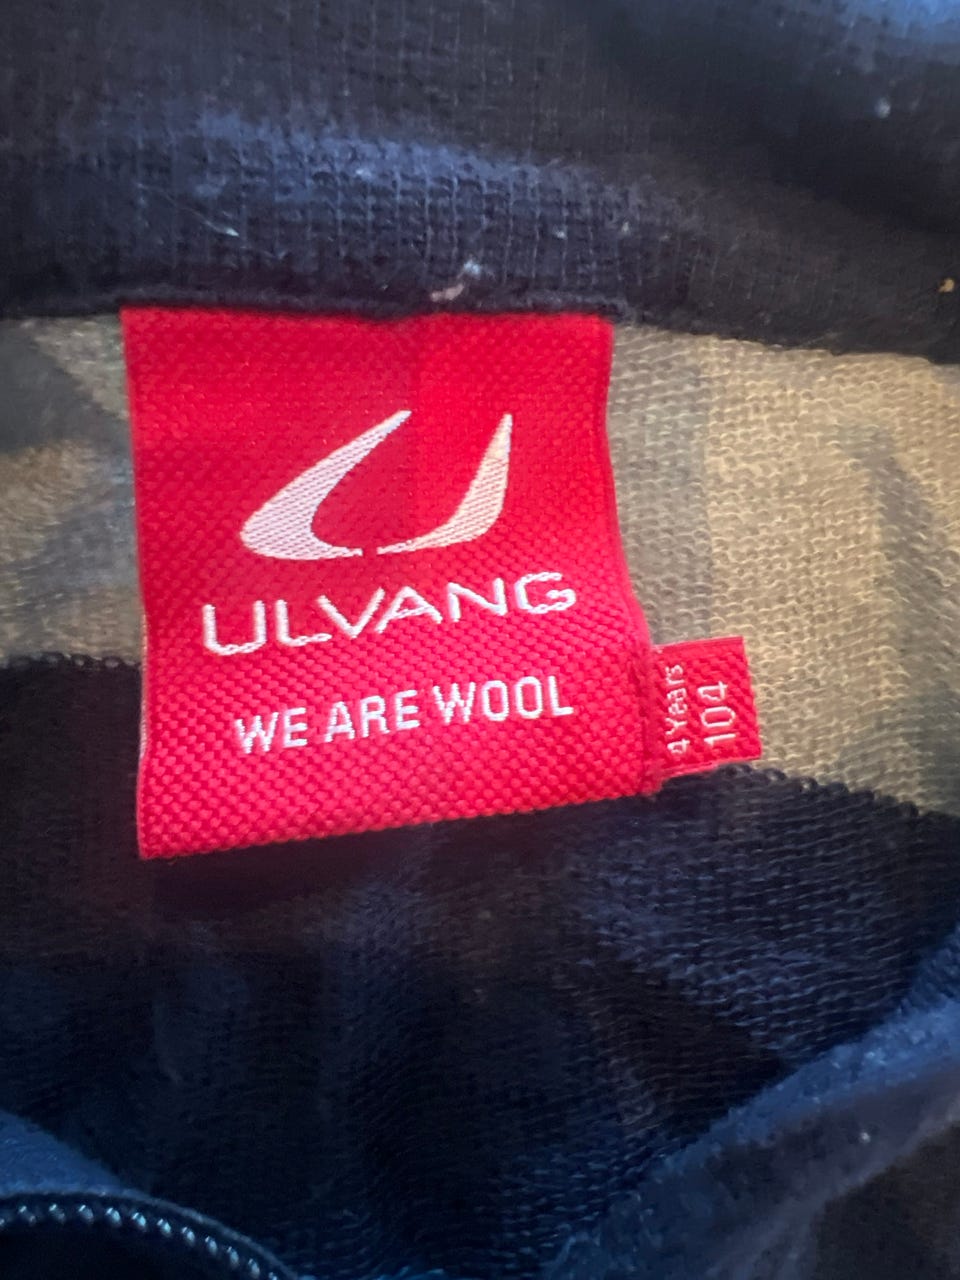 ULVANG
WE ARE WOOL
4 Years
104